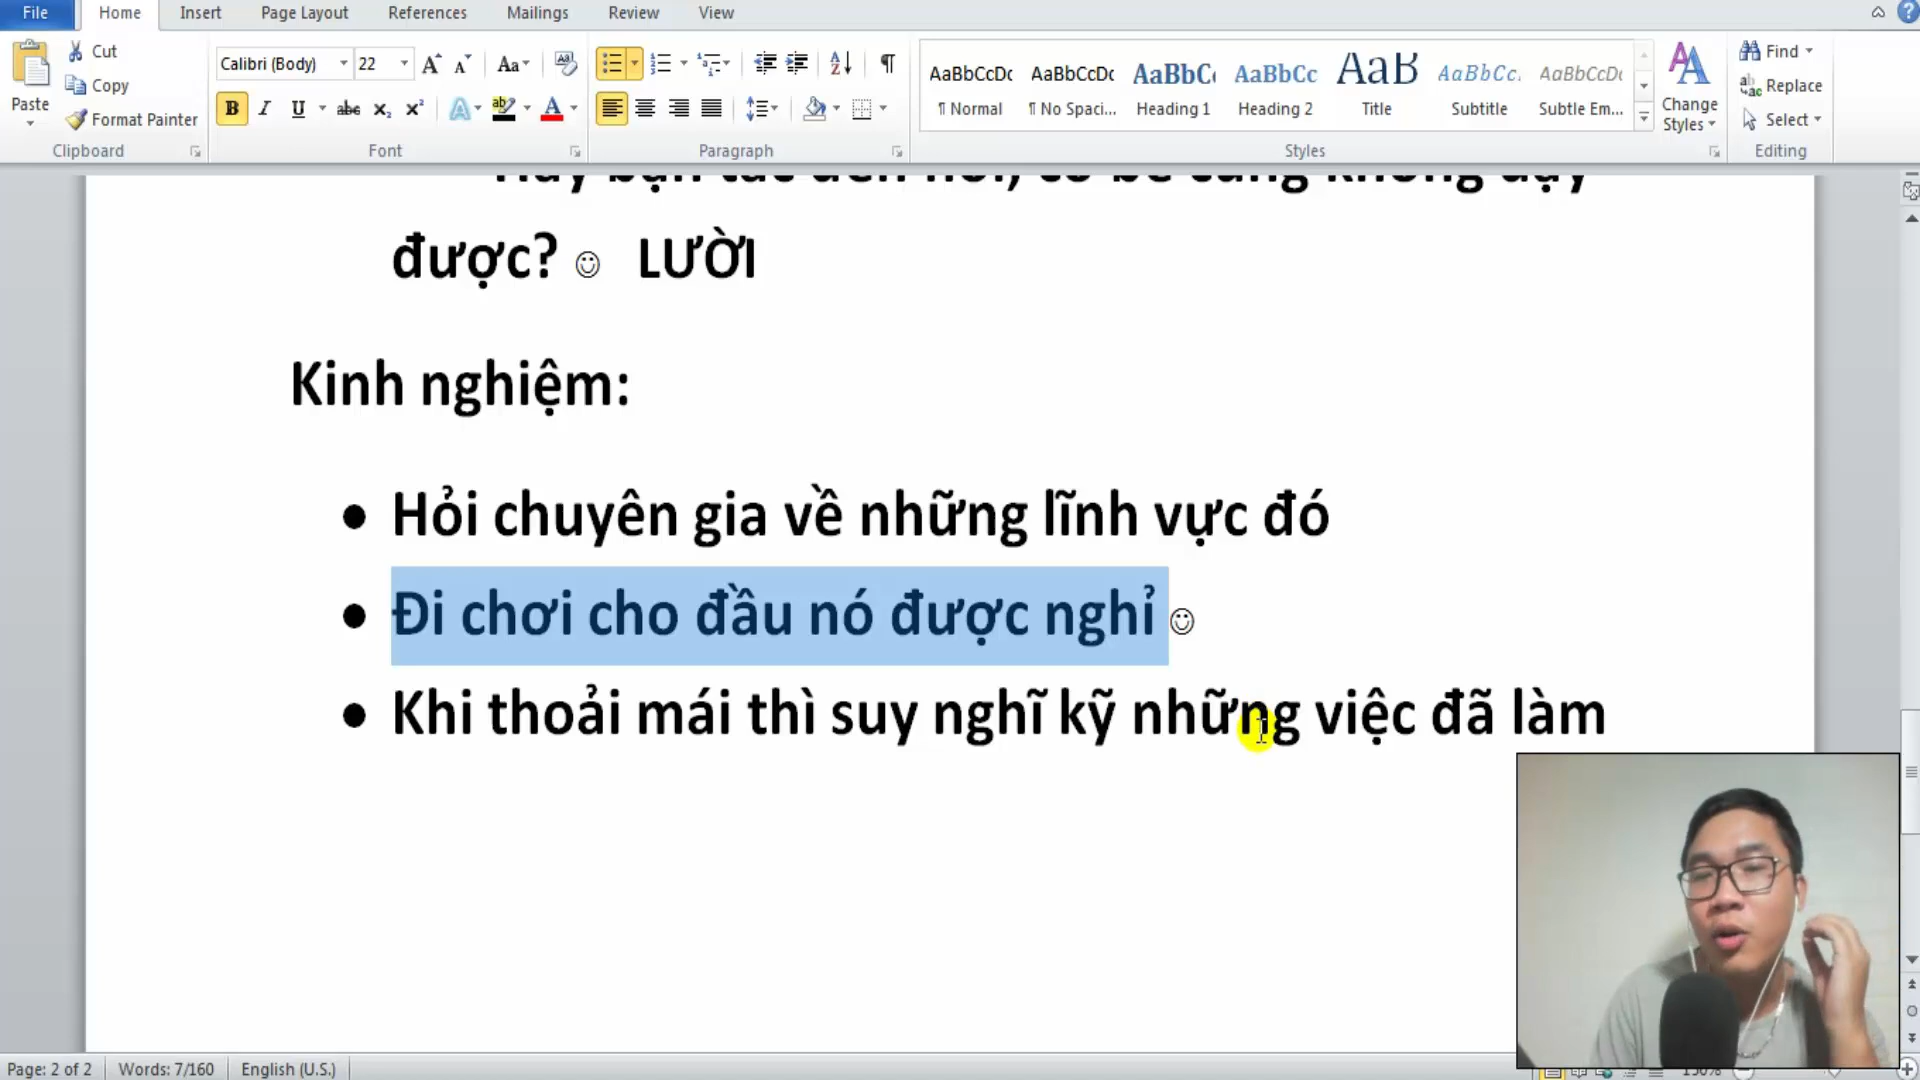 File Home Insert Page Layout References Mailings Review View
Cut
Copy
Format Painter
Paste
Clipboard
Calibri (Body) 22
Font
Paragraph
AaBbCcDc AaBbCcDc AaBbC AaBbCc AaB AaBbCc. AaBbCcDc
¶ Normal ¶ No Spaci... Heading 1 Heading 2 Title Subtitle Subtle Em...
Styles
Change
Styles
Find
Replace
Select
Editing
được? ☺ LƯỜI
Kinh nghiệm:
• Hỏi chuyên gia về những lĩnh vực đó
• Đi chơi cho đầu nó được nghỉ ☺
• Khi thoải mái thì suy nghĩ kỹ những việc đã làm
Page: 2 of 2 Words: 7/160 English (U.S.) 150%